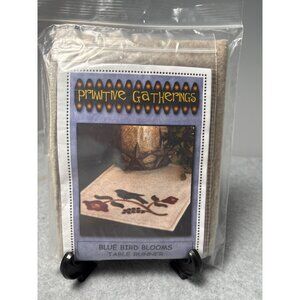 PRIMITIVE GATHERINGS
BLUE BIRD BLOOMS
TABLE RUNNER